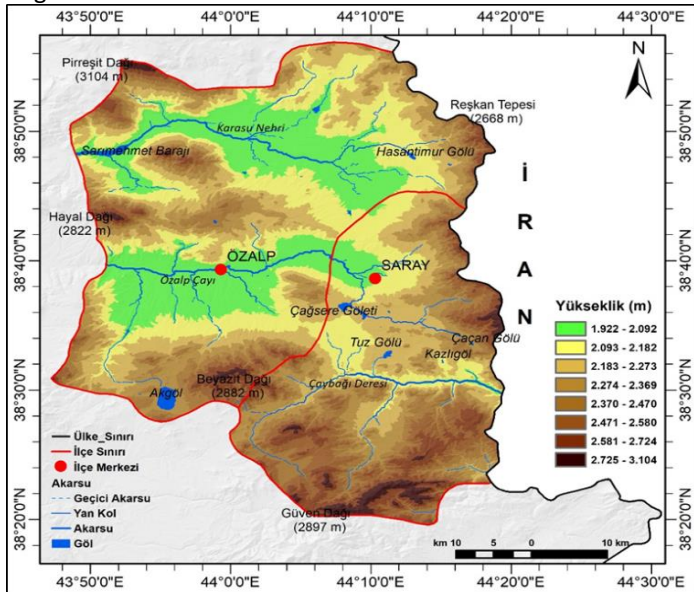 43°50'0"E 44°0'0"E 44°10'0"E 44°20'0"E 44°30'0"E
Pirreşit Dağı
(3104 m)
N
Reşkan Tepesi
(2668 m)
38°50'0"N
38°50'0"N
Karasu Nehri
Sarımehmet Barajı
Hasantimur Gölü
İ
R
A
N
Hayal Dağı
(2822 m)
38°40'0"N
38°40'0"N
ÖZALP
SARAY
Özalp Çayı
Çağsere Göleti
Tuz Gölü
Çaçan Gölü
Kazlıgöl
Yükseklik (m)
1.922 - 2.092
2.093 - 2.182
2.183 - 2.273
2.274 - 2.369
2.370 - 2.470
2.471 - 2.580
2.581 - 2.724
2.725 - 3.104
38°30'0"N
38°30'0"N
Beyazıt Dağı
(2882 m)
Çaybağı Deresi
Akgöl
Ülke_Sınırı
İlçe Sınırı
İlçe Merkezi
Akarsu
Geçici Akarsu
Yan Kol
Akarsu
Göl
Güven Dağı
(2897 m)
38°20'0"N
38°20'0"N
km 10 5 0 10 km
43°50'0"E 44°0'0"E 44°10'0"E 44°20'0"E 44°30'0"E